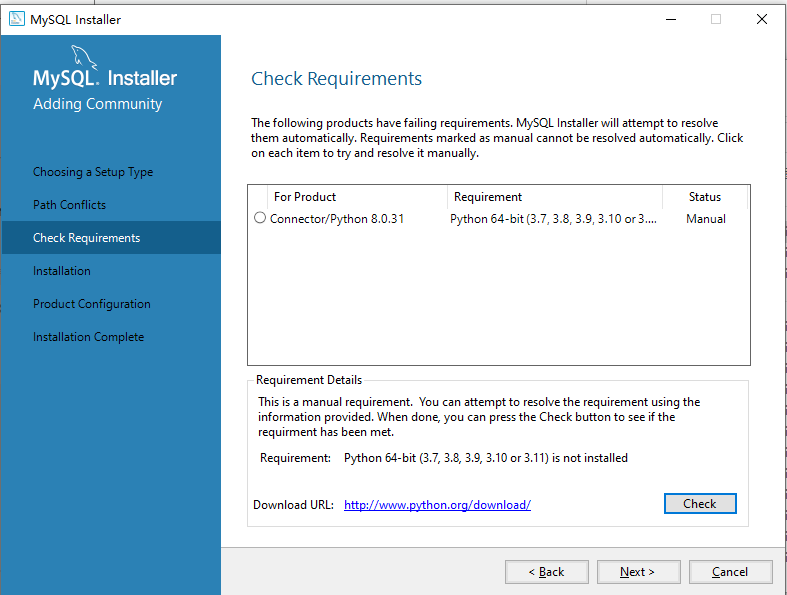 MySQL Installer
MySQL. Installer
Adding Community
Choosing a Setup Type
Path Conflicts
Check Requirements
Installation
Product Configuration
Installation Complete
Check Requirements
The following products have failing requirements. MySQL Installer will attempt to resolve
them automatically. Requirements marked as manual cannot be resolved automatically. Click
on each item to try and resolve it manually.
For Product Requirement Status
Connector/Python 8.0.31 Python 64-bit (3.7, 3.8, 3.9, 3.10 or 3.... Manual
Requirement Details
This is a manual requirement. You can attempt to resolve the requirement using the
information provided. When done, you can press the Check button to see if the
requirment has been met.
Requirement: Python 64-bit (3.7, 3.8, 3.9, 3.10 or 3.11) is not installed
Download URL: http://www.python.org/download/
Check
< Back Next > Cancel